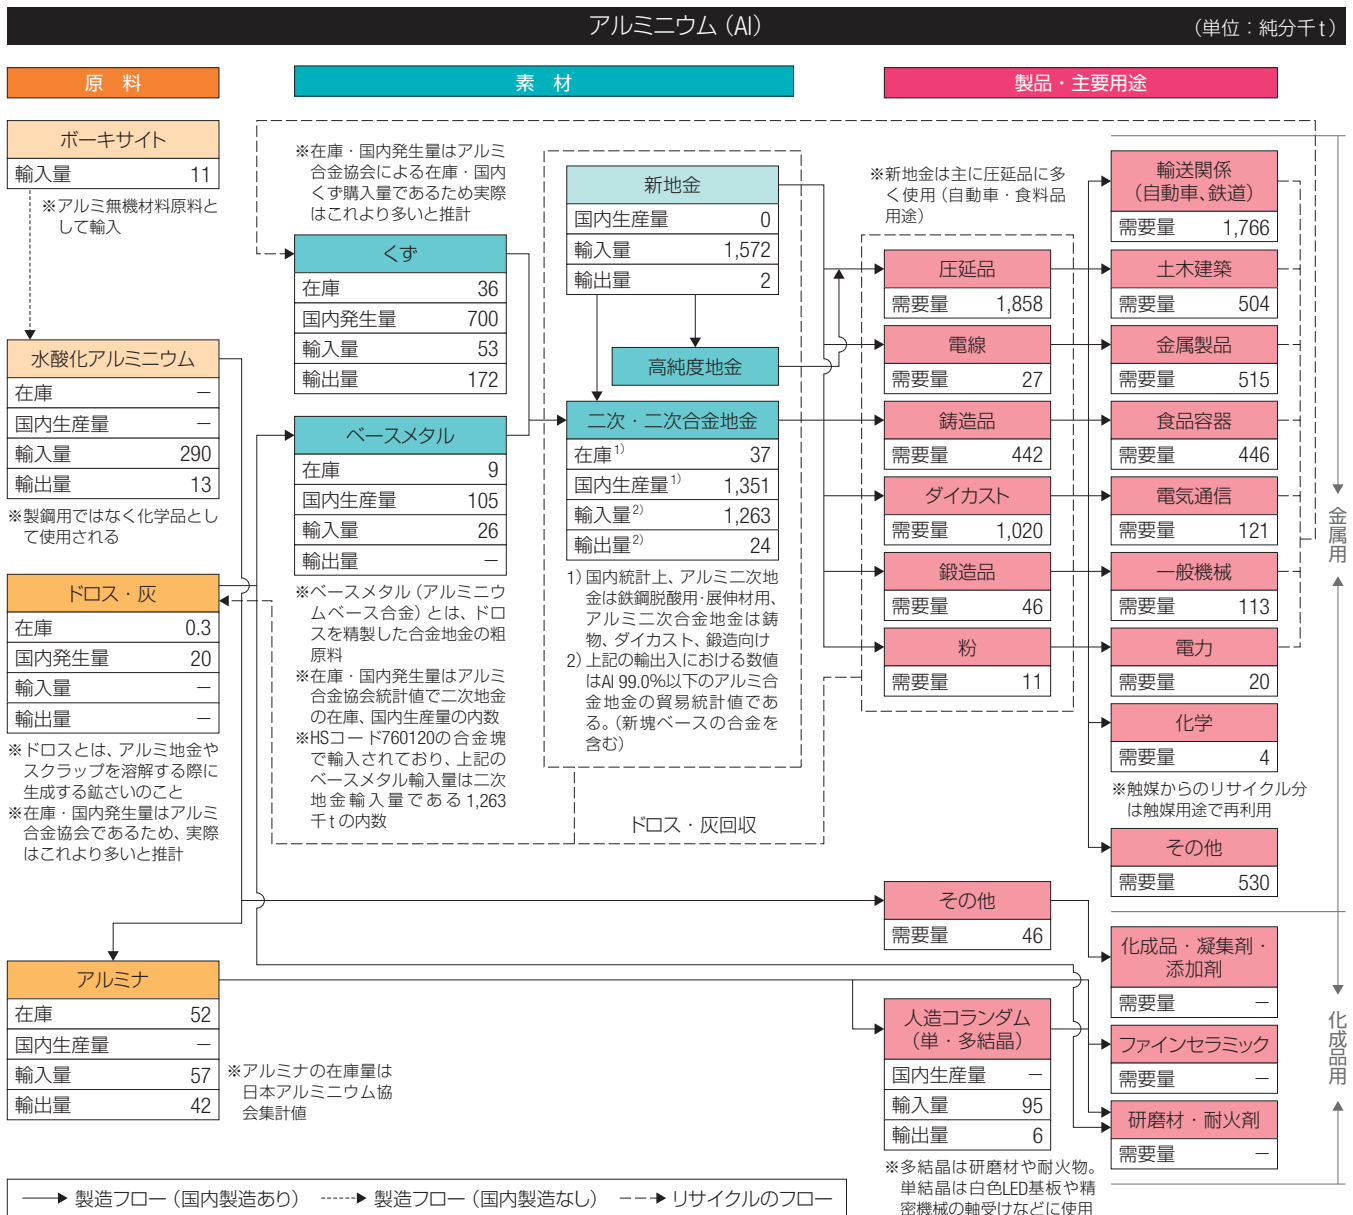 アルミニウム（Al）
（単位：純分千t）
原　料
素　材
製品・主要用途
ボーキサイト
輸入量 11
※アルミ無機材料原料と
して輸入
水酸化アルミニウム
在庫 －
国内生産量 －
輸入量 290
輸出量 13
※製鋼用ではなく化学品とし
て使用される
ドロス・灰
在庫 0.3
国内発生量 20
輸入量 －
輸出量 －
※ドロスとは、アルミ地金や
スクラップを溶解する際に
生成する鉱さいのこと
※在庫・国内発生量はアルミ
合金協会であるため、実際
はこれより多いと推計
アルミナ
在庫 52
国内生産量 －
輸入量 57
輸出量 42
※アルミナの在庫量は
日本アルミニウム協
会集計値
※在庫・国内発生量はアルミ
合金協会による在庫・国内
くず購入量であるため実際
はこれより多いと推計
くず
在庫 36
国内発生量 700
輸入量 53
輸出量 172
ベースメタル
在庫 9
国内生産量 105
輸入量 26
輸出量 －
※ベースメタル（アルミニウ
ムベース合金）とは、ドロ
スを精製した合金地金の粗
原料
※在庫・国内発生量はアルミ
合金協会統計値で二次地金
の在庫、国内生産量の内数
※HSコード760120の合金塊
で輸入されており、上記の
ベースメタル輸入量は二次
地金輸入量である1,263
千tの内数
新地金
国内生産量 0
輸入量 1,572
輸出量 2
高純度地金
二次・二次合金地金
在庫1) 37
国内生産量1) 1,351
輸入量2) 1,263
輸出量2) 24
1）国内統計上、アルミ二次地
金は鉄鋼脱酸用・展伸材用、
アルミ二次合金地金は鋳
物、ダイカスト、鍛造向け
2）上記の輸出入における数値
はAl 99.0%以下のアルミ合
金地金の貿易統計値であ
る。（新塊ベースの合金を
含む）
ドロス・灰回収
※新地金は主に圧延品に多
く使用（自動車・食料品
用途）
圧延品
需要量 1,858
電線
需要量 27
鋳造品
需要量 442
ダイカスト
需要量 1,020
鍛造品
需要量 46
粉
需要量 11
その他
需要量 46
人造コランダム
（単・多結晶）
国内生産量 －
輸入量 95
輸出量 6
※多結晶は研磨材や耐火物。
単結晶は白色LED基板や精
密機械の軸受けなどに使用
輸送関係
（自動車、鉄道）
需要量 1,766
土木建築
需要量 504
金属製品
需要量 515
食品容器
需要量 446
電気通信
需要量 121
一般機械
需要量 113
電力
需要量 20
化学
需要量 4
※触媒からのリサイクル分
は触媒用途で再利用
その他
需要量 530
化成品・凝集剤・
添加剤
需要量 －
ファインセラミック
需要量 －
研磨材・耐火剤
需要量 －
金属用
化成品用
製造フロー（国内製造あり）
製造フロー（国内製造なし）
リサイクルのフロー